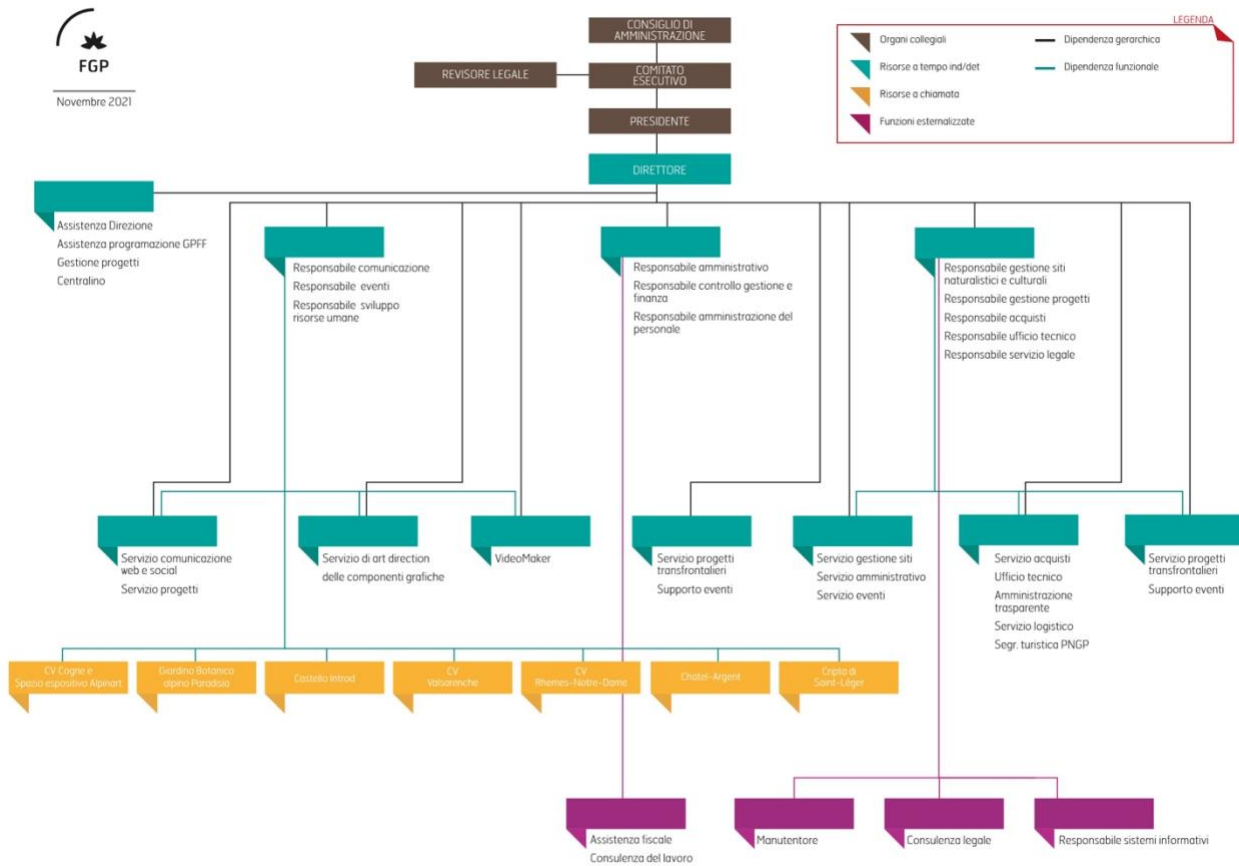 FGP
Novembre 2021
CONSIGLIO DI
AMMINISTRAZIONE
REVISORE LEGALE
COMITATO
ESECUTIVO
PRESIDENTE
DIRETTORE
LEGENDA
Organi collegiali
Risorse a tempo ind/det
Risorse a chiamata
Funzioni esternalizzate
Dipendenza gerarchica
Dipendenza funzionale
Assistenza Direzione
Assistenza programazione GPFF
Gestione progetti
Centralino
Responsabile comunicazione
Responsabile eventi
Responsabile sviluppo
risorse umane
Responsabile amministrativo
Responsabile controllo gestione e
finanza
Responsabile amministrazione del
personale
Responsabile gestione siti
naturalistici e culturali
Responsabile gestione progetti
Responsabile acquisti
Responsabile ufficio tecnico
Responsabile servizio legale
Servizio comunicazione
web e social
Servizio progetti
Servizio di art direction
delle componenti grafiche
VideoMaker
Servizio progetti
transfrontalieri
Supporto eventi
Servizio gestione siti
Servizio amministrativo
Servizio eventi
Servizio acquisti
Ufficio tecnico
Amministrazione
trasparente
Servizio logistico
Segr. turistica PNGP
Servizio progetti
transfrontalieri
Supporto eventi
CV Cogne e
Spazio espositivo Alpinart
Giardino Botanico
alpino Paradisia
Castello Introd
CV
Valsavarenche
CV
Rhemes-Notre-Dame
Chatel-Argent
Cripta di
Saint-Léger
Assistenza fiscale
Consulenza del lavoro
Manutentore
Consulenza legale
Responsabile sistemi informativi